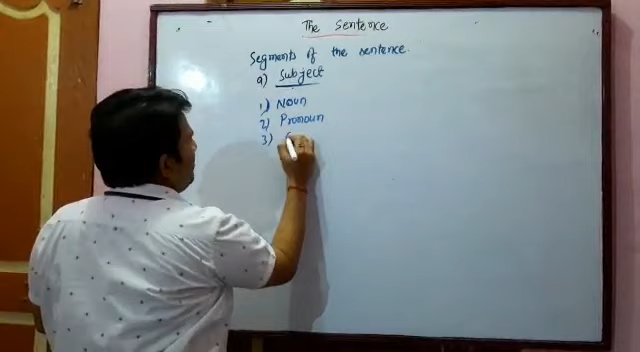 The Sentence
Segments of the sentence.
a) Subject
1) Noun
2) Pronoun
3)